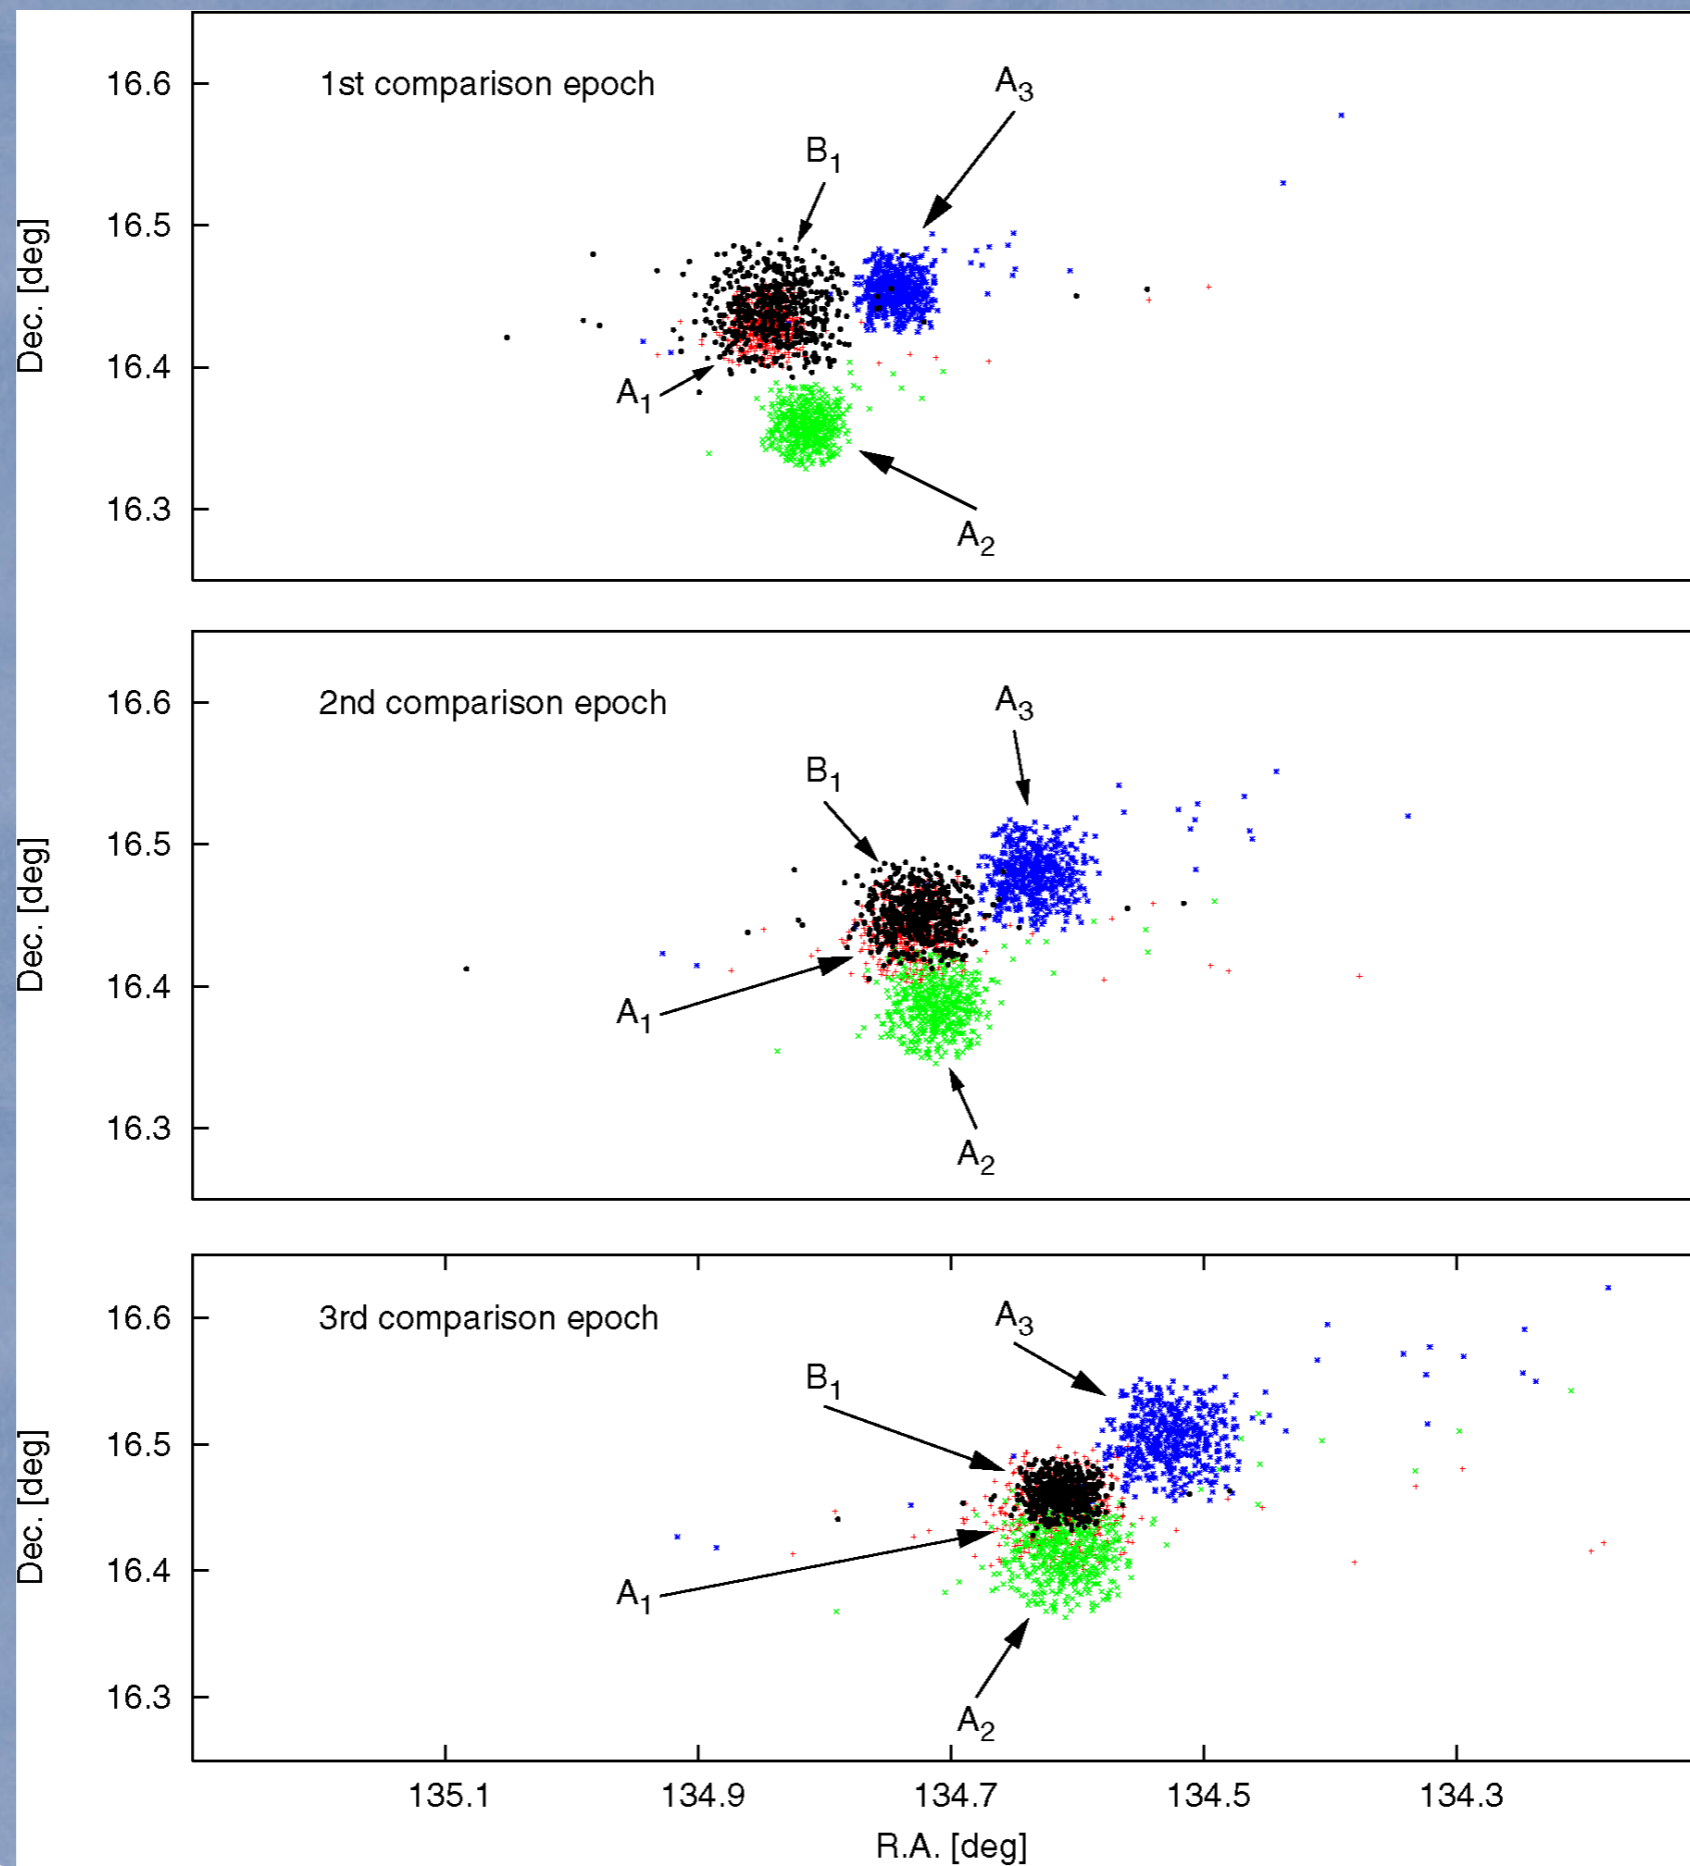 1st comparison epoch
A3
B1
A1
A2
16.6
16.5
16.4
16.3
Dec. [deg]
2nd comparison epoch
A3
B1
A1
A2
16.6
16.5
16.4
16.3
Dec. [deg]
3rd comparison epoch
A3
B1
A1
A2
16.6
16.5
16.4
16.3
Dec. [deg]
135.1 134.9 134.7 134.5 134.3
R.A. [deg]